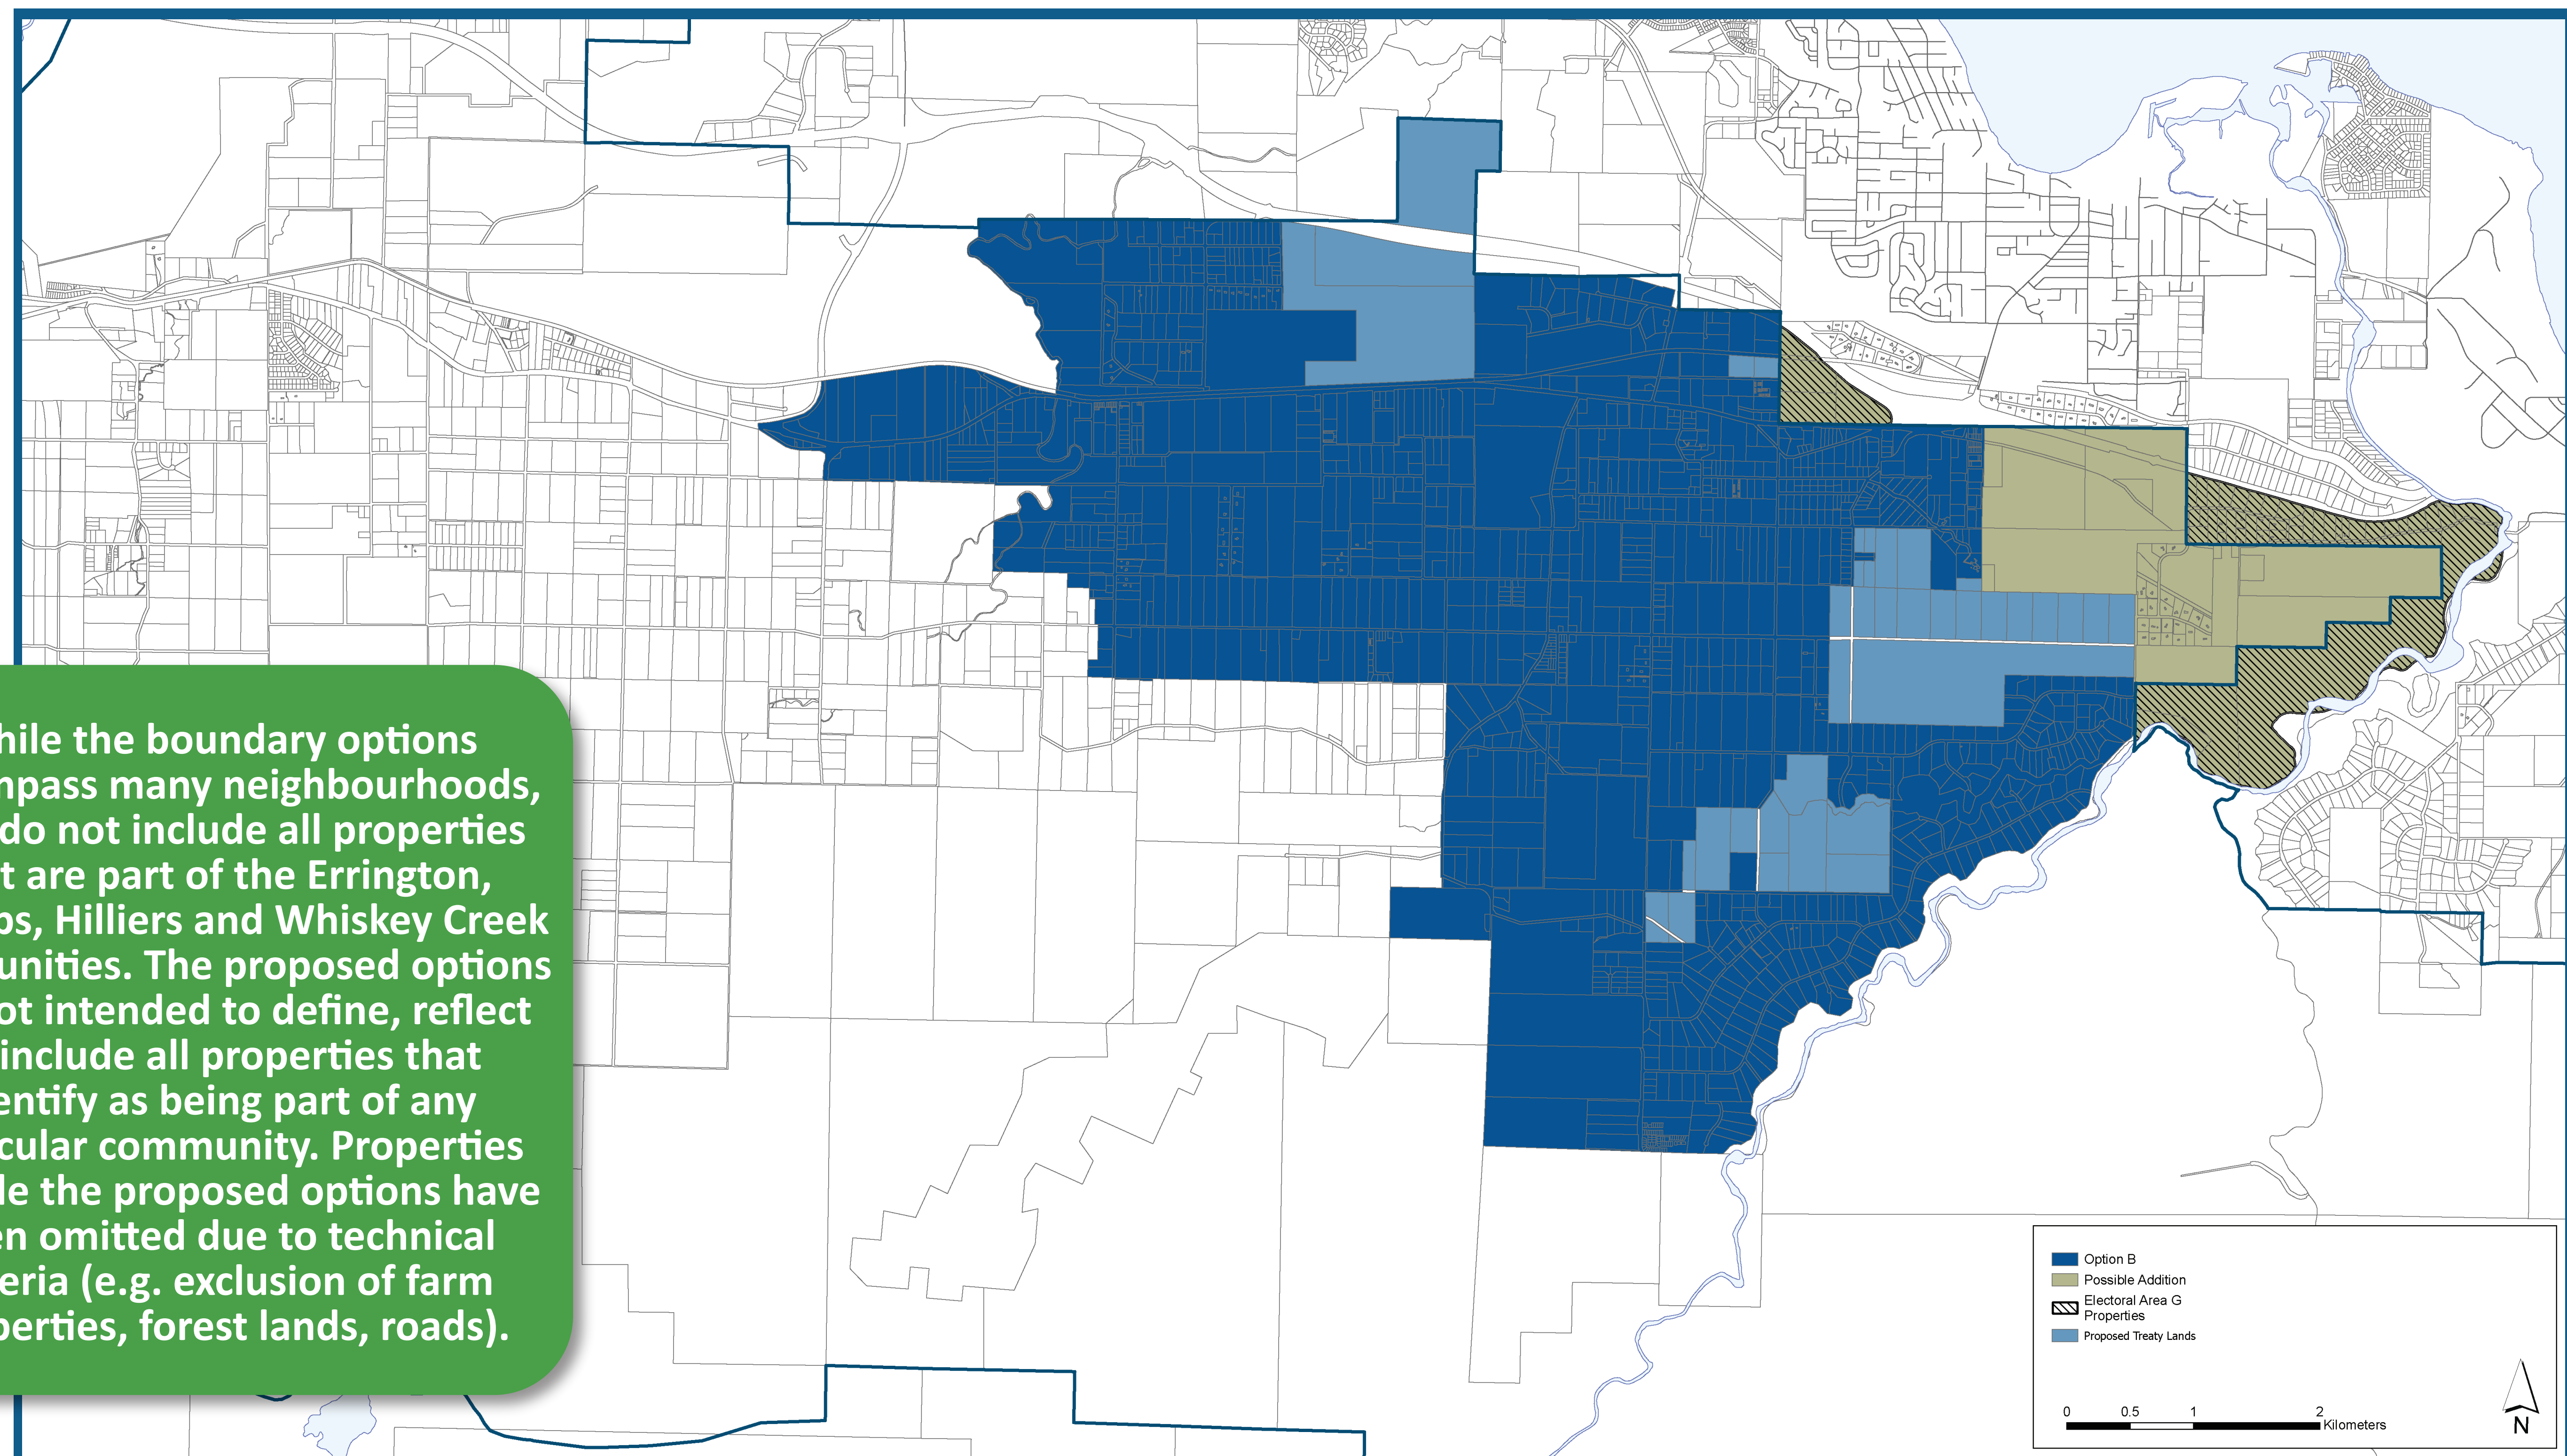 hile the boundary options
mpass many neighbourhoods,
do not include all properties
t are part of the Errington,
bs, Hilliers and Whiskey Creek
unities. The proposed options
ot intended to define, reflect
include all properties that
entify as being part of any
cular community. Properties
de the proposed options have
en omitted due to technical
eria (e.g. exclusion of farm
perties, forest lands, roads).
Option B
Possible Addition
Electoral Area G
Properties
Proposed Treaty Lands
0 0.5 1 2
Kilometers
N